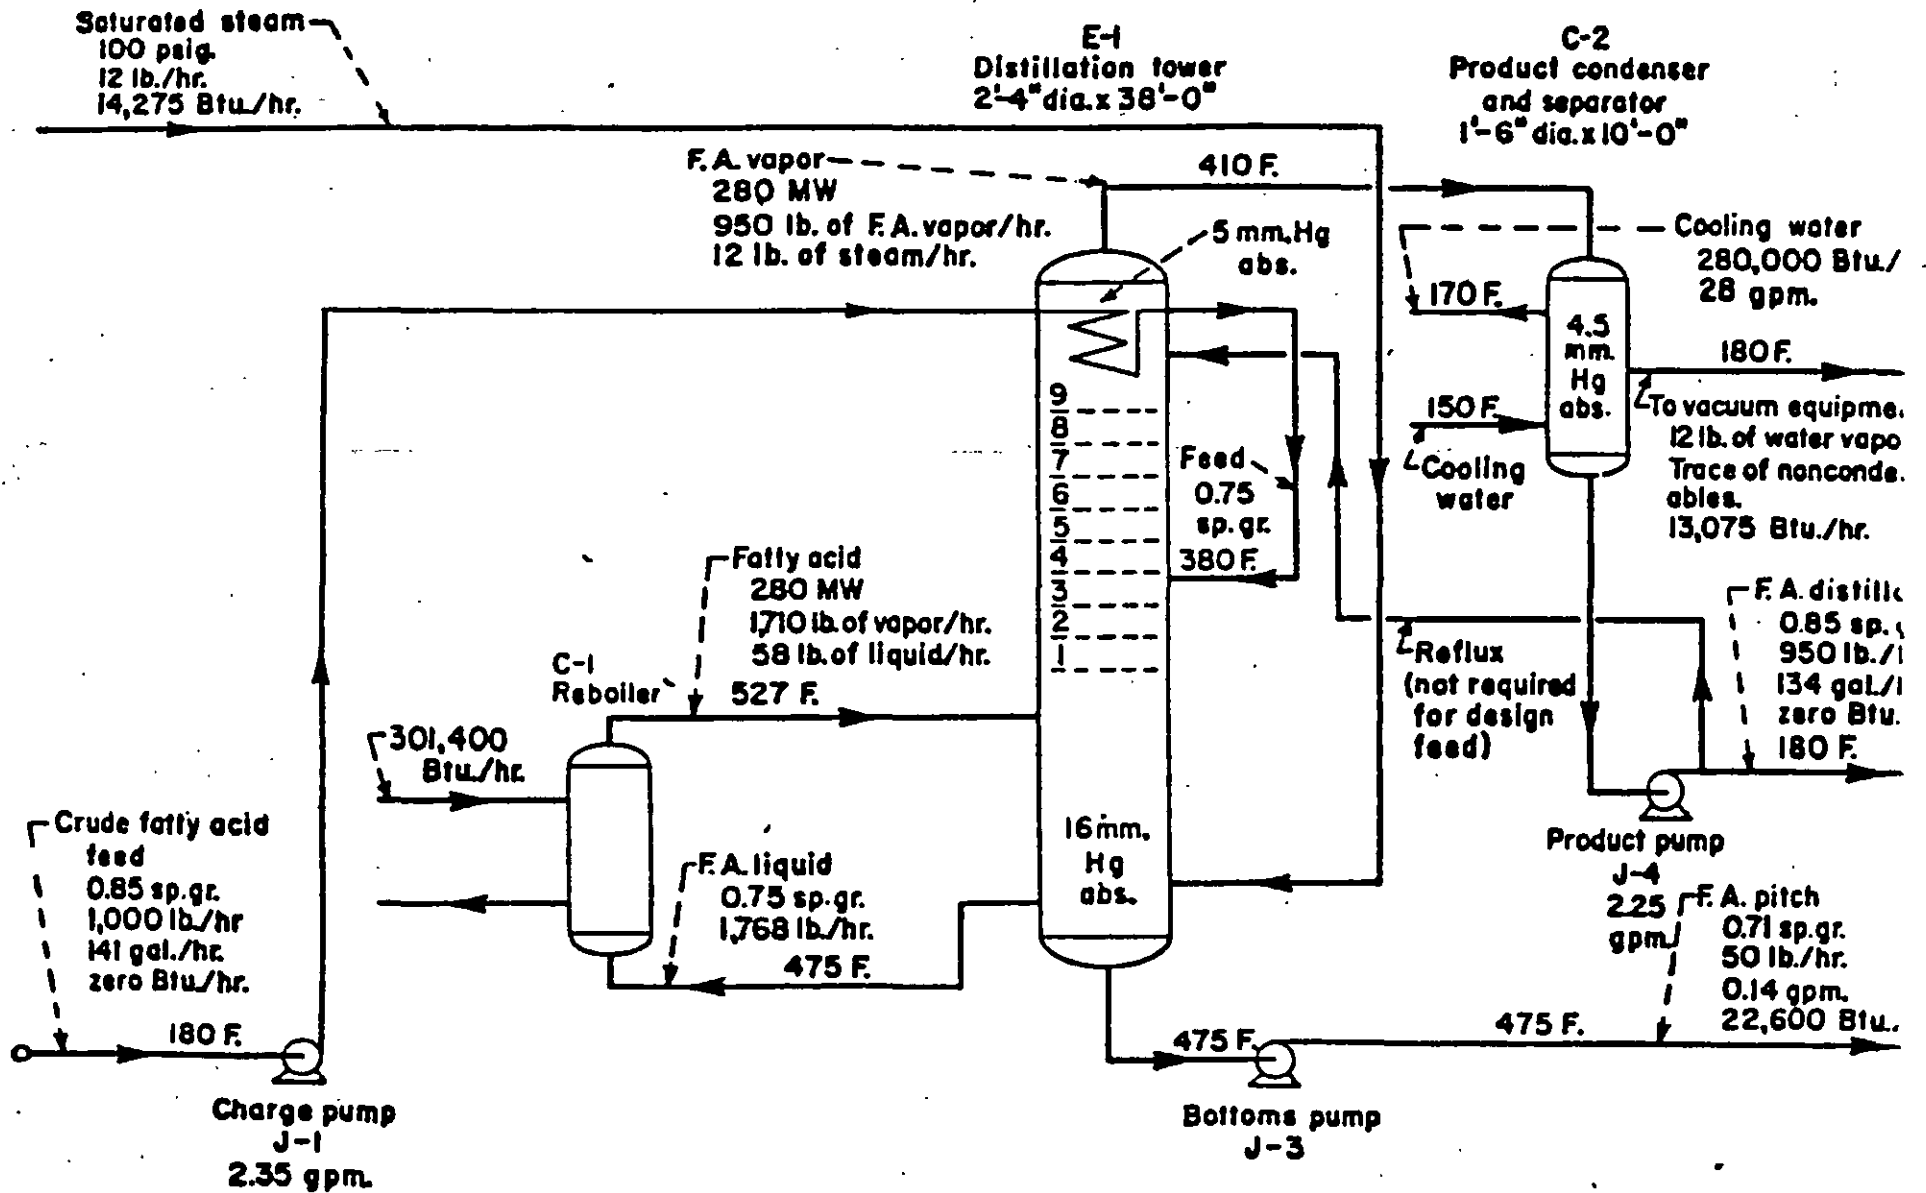 Saturated steam
100 psig.
12 lb./hr.
14,275 Btu./hr.
E-1
Distillation tower
2'-4" dia. x 38'-0"
C-2
Product condenser
and separator
1'-6" dia. x 10'-0"
F. A. vapor
280 MW
950 lb. of F. A. vapor/hr.
12 lb. of steam/hr.
410 F.
5 mm. Hg
abs.
Cooling water
280,000 Btu./
28 gpm.
170 F.
4.5
mm.
Hg
abs.
180 F.
150 F.
Cooling
water
To vacuum equipme
12 lb. of water vapo
Trace of nonconde
ables.
13,075 Btu./hr.
9
8
7
6
5
4
3
2
1
Feed
0.75
sp. gr.
380 F.
Fatty acid
280 MW
1,710 lb. of vapor/hr.
58 lb. of liquid/hr.
527 F.
C-1
Reboiler
301,400
Btu./hr.
Reflux
(not required
for design
feed)
F. A. distill
0.85 sp.
950 lb./
134 gal./
zero Btu.
180 F.
Crude fatty acid
feed
0.85 sp. gr.
1,000 lb./hr
141 gal./hr.
zero Btu./hr.
180 F.
F. A. liquid
0.75 sp. gr.
1,768 lb./hr.
475 F.
16 mm.
Hg
abs.
Product pump
J-4
2.25
gpm.
F. A. pitch
0.71 sp. gr.
50 lb./hr.
0.14 gpm.
22,600 Btu.
475 F.
475 F.
Charge pump
J-1
2.35 gpm.
Bottoms pump
J-3